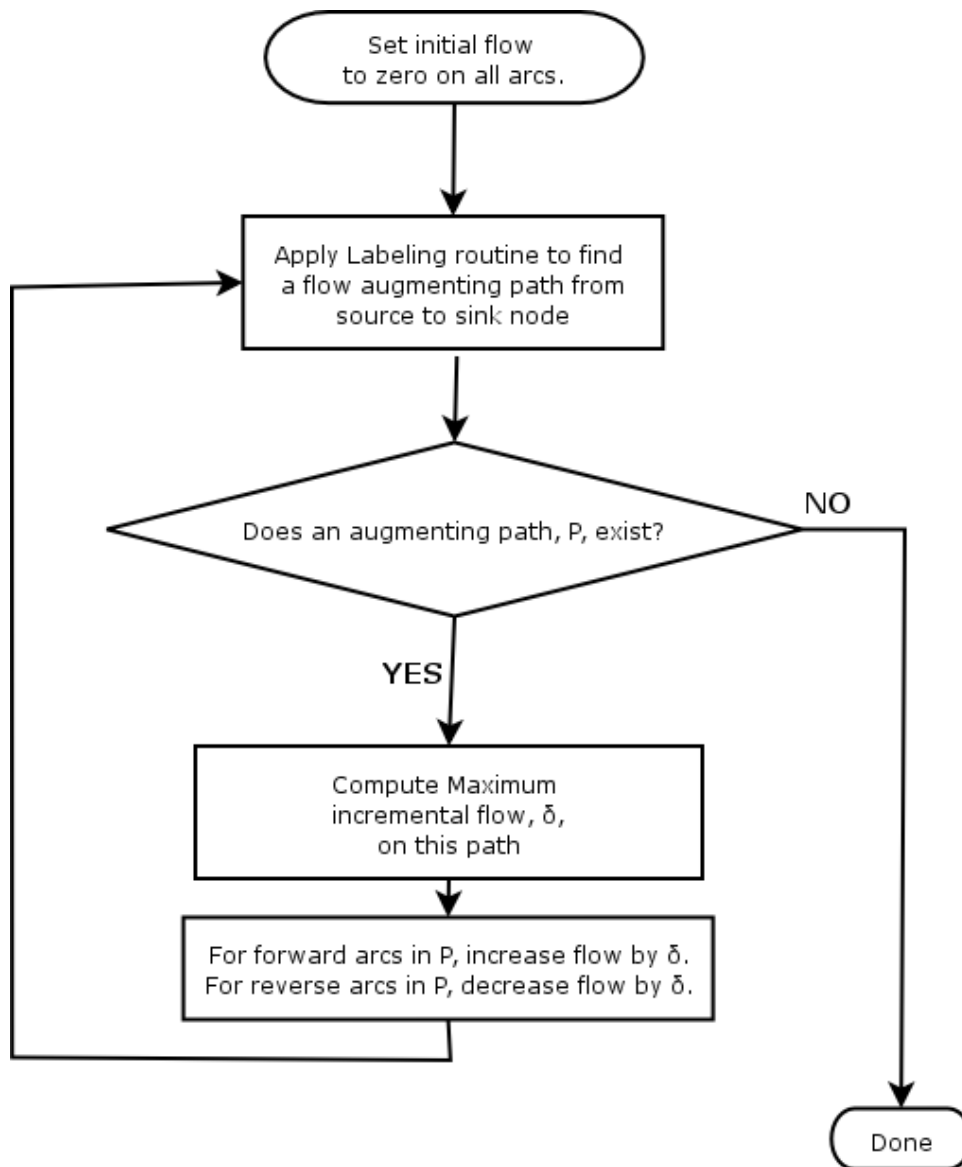 Set initial flow
to zero on all arcs.
Apply Labeling routine to find
a flow augmenting path from
source to sink node
Does an augmenting path, P, exist?
NO
YES
Compute Maximum
incremental flow, δ,
on this path
For forward arcs in P, increase flow by δ.
For reverse arcs in P, decrease flow by δ.
Done